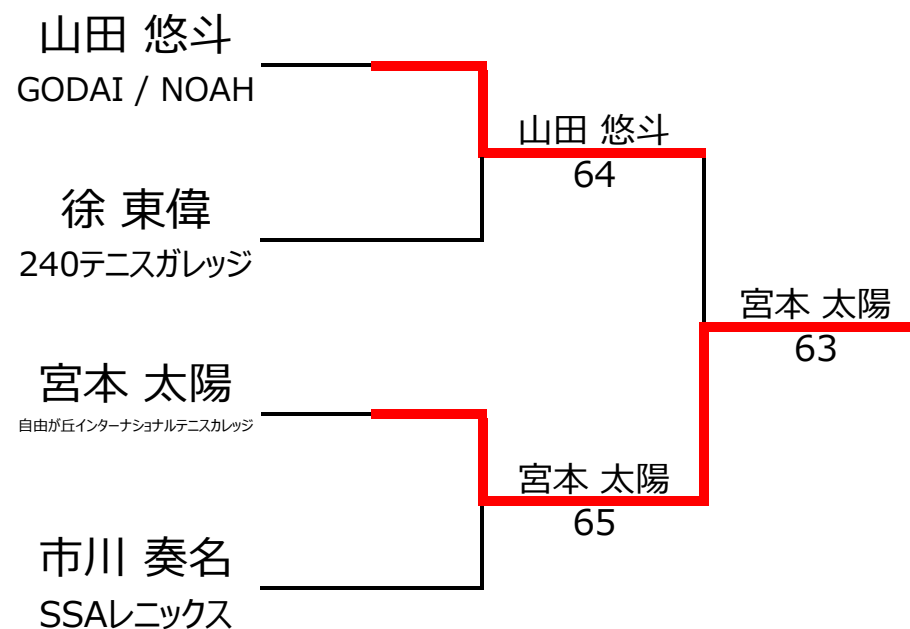 山田 悠斗
GODAI / NOAH
山田 悠斗
64
徐 東偉
240テニスガレッジ
宮本 太陽
63
宮本 太陽
自由が丘インターナショナルテニスカレッジ
宮本 太陽
65
市川 奏名
SSAレニックス